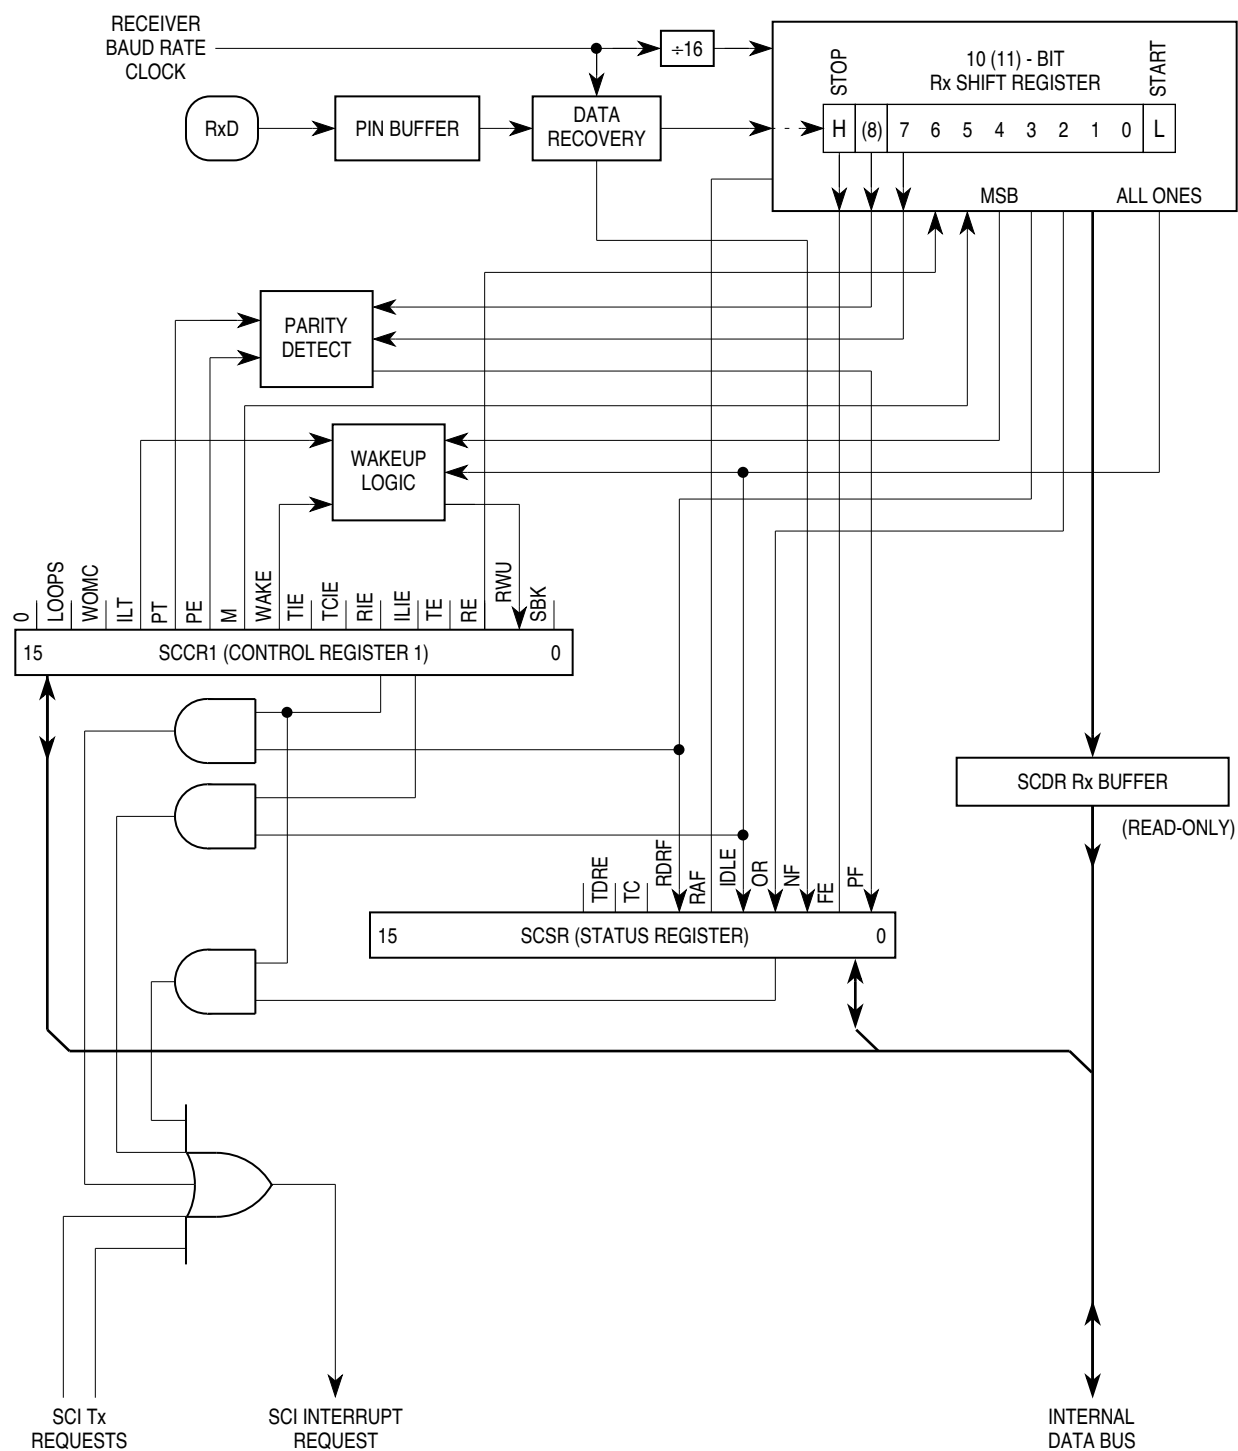 RECEIVER
BAUD RATE
CLOCK
÷16
10 (11) - BIT
Rx SHIFT REGISTER
STOP
START
RxD
PIN BUFFER
DATA
RECOVERY
H (8) 7 6 5 4 3 2 1 0 L
MSB
ALL ONES
PARITY
DETECT
WAKEUP
LOGIC
0
LOOPS
WOMC
ILT
PT
PE
M
WAKE
TIE
TCIE
RIE
ILIE
TE
RE
RWU
SBK
15 SCCR1 (CONTROL REGISTER 1) 0
SCDR Rx BUFFER
(READ-ONLY)
TDRE
TC
RDRF
RAF
IDLE
OR
NF
FE
PF
15 SCSR (STATUS REGISTER) 0
SCI Tx
REQUESTS
SCI INTERRUPT
REQUEST
INTERNAL
DATA BUS